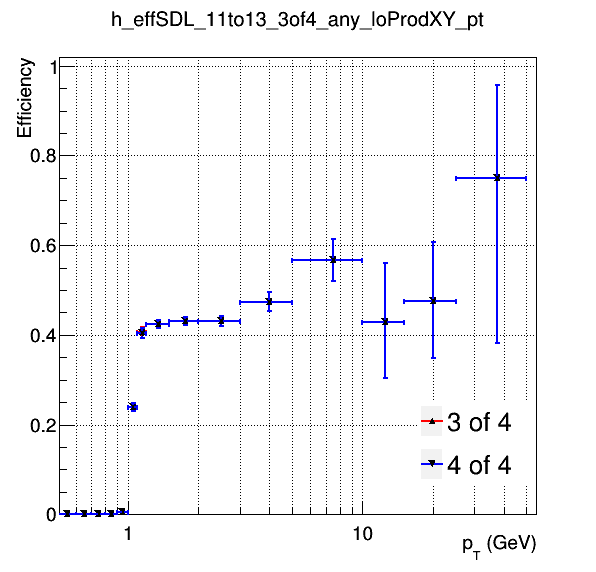 h_effSDL_11to13_3of4_any_loProdXY_pt
Efficiency
1
0.8
0.6
0.4
0.2
0
3 of 4
4 of 4
1
10
p_T (GeV)